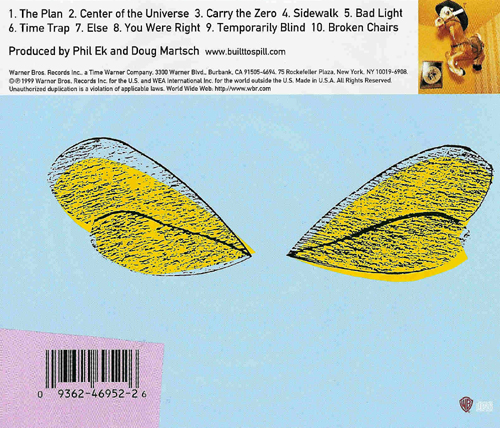 1. The Plan 2. Center of the Universe 3. Carry the Zero 4. Sidewalk 5. Bad Light
6. Time Trap 7. Else 8. You Were Right 9. Temporarily Blind 10. Broken Chairs
Produced by Phil Ek and Doug Martsch www.builttospill.com
Warner Bros. Records Inc. a Time Warner Company. 3300 Warner Blvd., Burbank, CA 91505-4694. 75 Rockefeller Plaza, New York, NY 10019-6908.
©℗ 1999 Warner Bros. Records Inc. for the U.S. and WEA International Inc. for the world outside the U.S. Made in U.S.A. All Rights Reserved.
Unauthorized duplication is a violation of applicable laws. World Wide Web. http://www.wbr.com
0 9362-46952-2 6